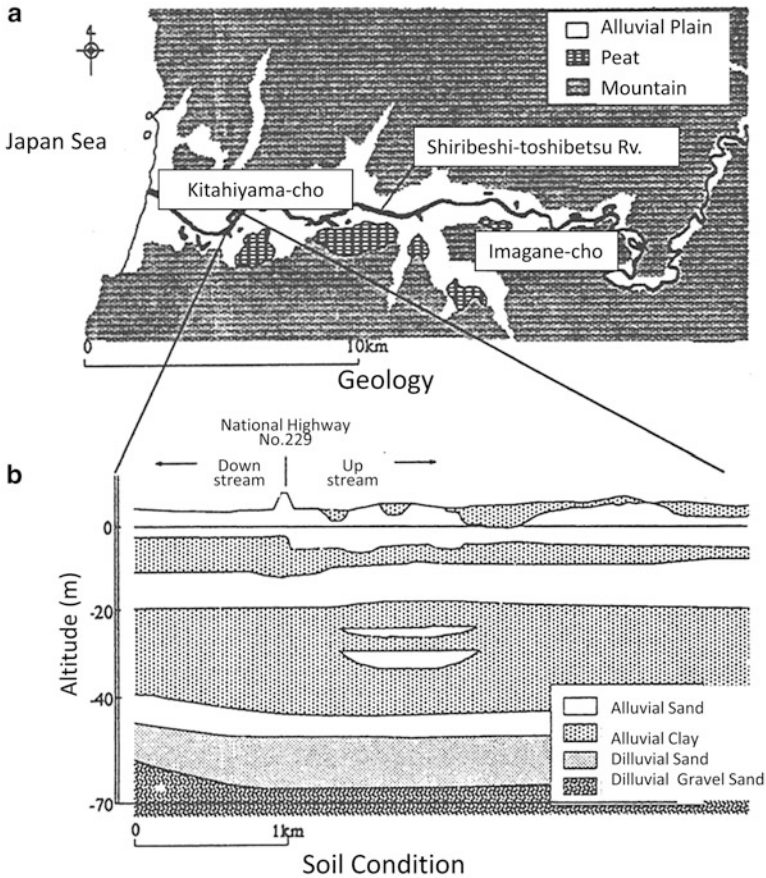 a
Alluvial Plain
Peat
Mountain
Japan Sea
Shiribeshi-toshibetsu Rv.
Kitahiyama-cho
Imagane-cho
0
10km
Geology
National Highway
No.229
b
Down
stream
Up
stream
0
-20
-40
-70
Altitude (m)
Alluvial Sand
Alluvial Clay
Dilluvial Sand
Dilluvial Gravel Sand
0
1km
Soil Condition